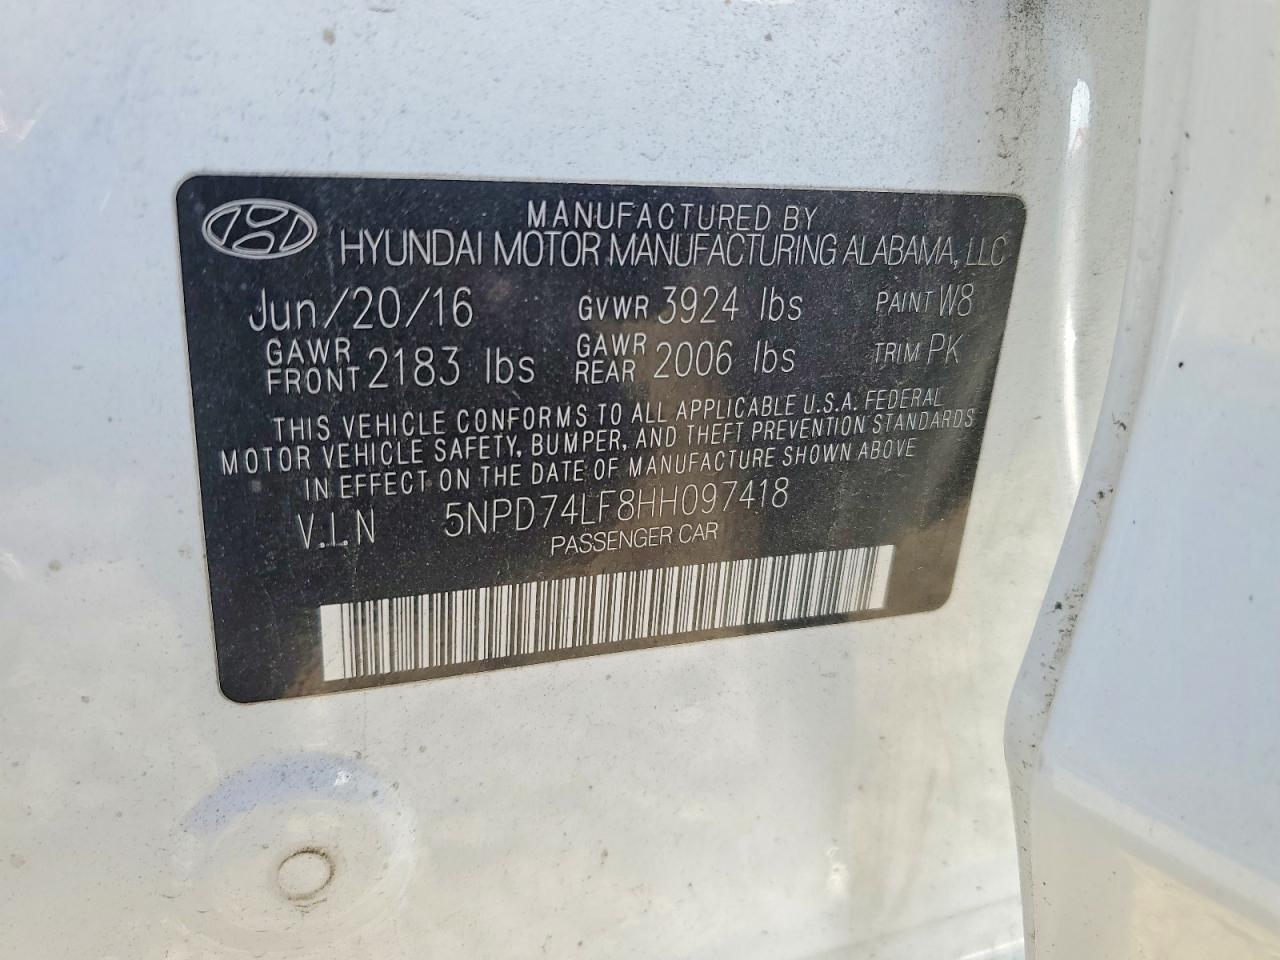 MANUFACTURED BY
HYUNDAI MOTOR MANUFACTURING ALABAMA, LLC
Jun/20/16 GVWR 3924 lbs PAINT W8
GAWR FRONT 2183 lbs GAWR REAR 2006 lbs TRIM PK
THIS VEHICLE CONFORMS TO ALL APPLICABLE U.S.A. FEDERAL
MOTOR VEHICLE SAFETY, BUMPER, AND THEFT PREVENTION STANDARDS
IN EFFECT ON THE DATE OF MANUFACTURE SHOWN ABOVE
V.I.N 5NPD74LF8HH097418
PASSENGER CAR